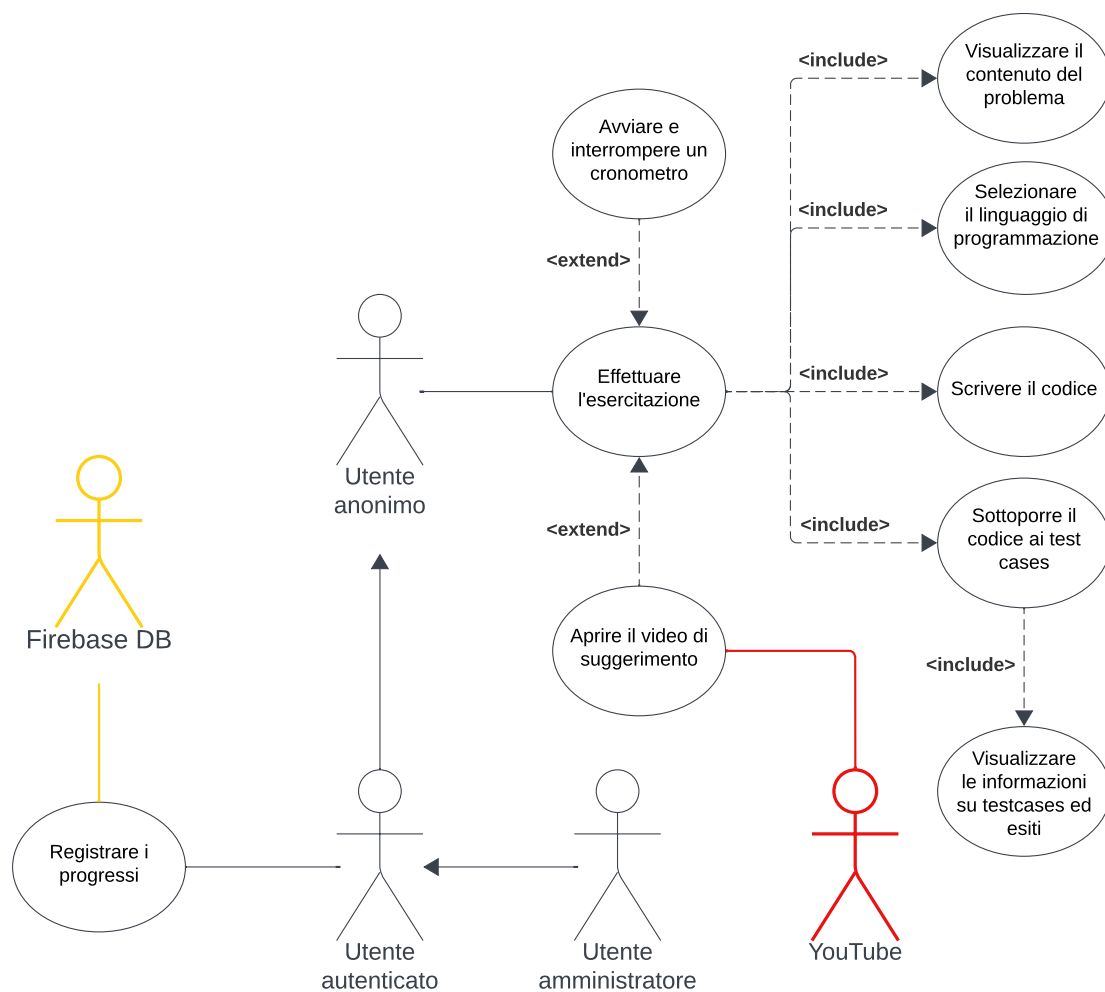 <include>
Visualizzare il
contenuto del
problema
Avviare e
interrompere un
cronometro
<include>
Selezionare
il linguaggio di
programmazione
<extend>
Effettuare
l'esercitazione
<include>
Scrivere il codice
Utente
anonimo
<extend>
<include>
Sottoporre il
codice ai test
cases
Firebase DB
Aprire il video di
suggerimento
<include>
Visualizzare
le informazioni
su testcases ed
esiti
Registrare i
progressi
Utente
autenticato
Utente
amministratore
YouTube